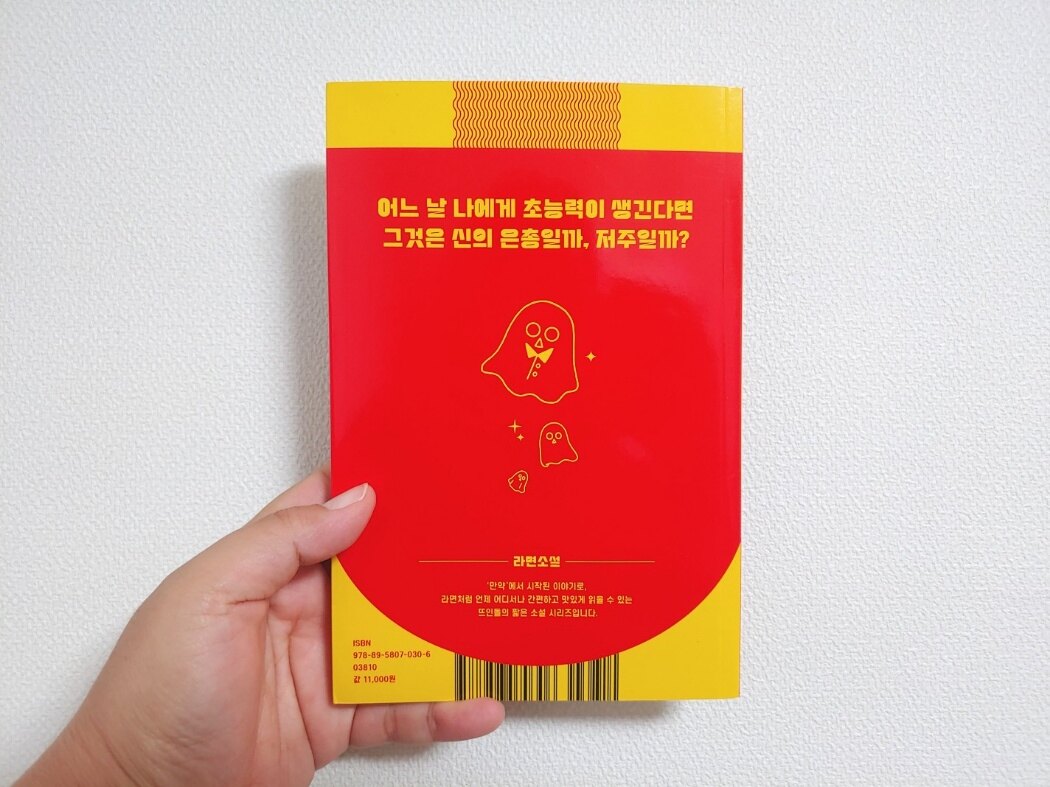 어느 날 나에게 초능력이 생긴다면
그것은 신의 은총일까, 저주일까?
라면소설
'만약'에서 시작된 이야기로,
라면처럼 언제 어디서나 간편하고 맛있게 읽을 수 있는
뜨인돌의 짧은 소설 시리즈입니다.
ISBN
978-89-5807-030-6
03810
값 11,000원